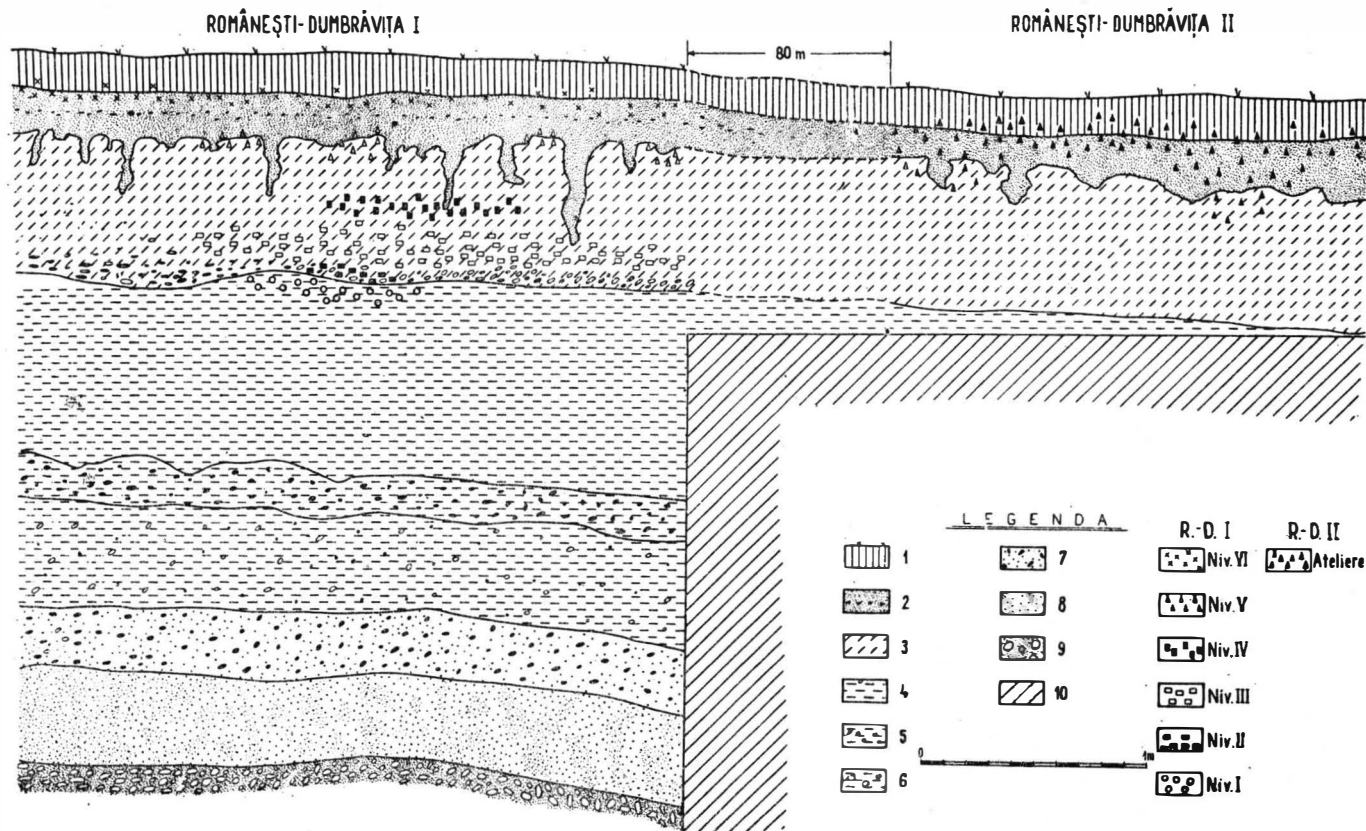 ROMÂNEȘTI-DUMBRĂVIȚA I
ROMÂNEȘTI-DUMBRĂVIȚA II
80 m
LEGENDA
1
2
3
4
5
6
7
8
9
10
R.-D. I
Niv. VI
Niv. V
Niv. IV
Niv. III
Niv. II
Niv. I
R.-D. II
Ateliere
0
1m